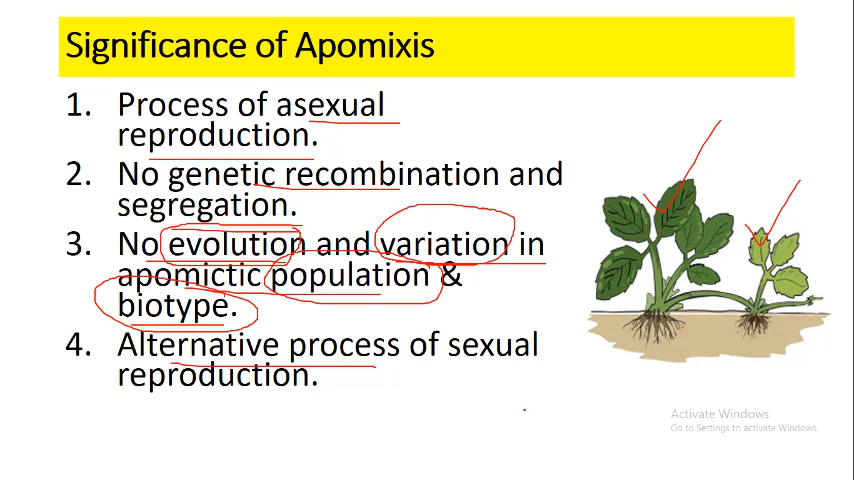 Significance of Apomixis
1. Process of asexual
reproduction.
2. No genetic recombination and
segregation.
3. No evolution and variation in
apomictic population &
biotype.
4. Alternative process of sexual
reproduction.
Activate Windows
Go to Settings to activate Windows.